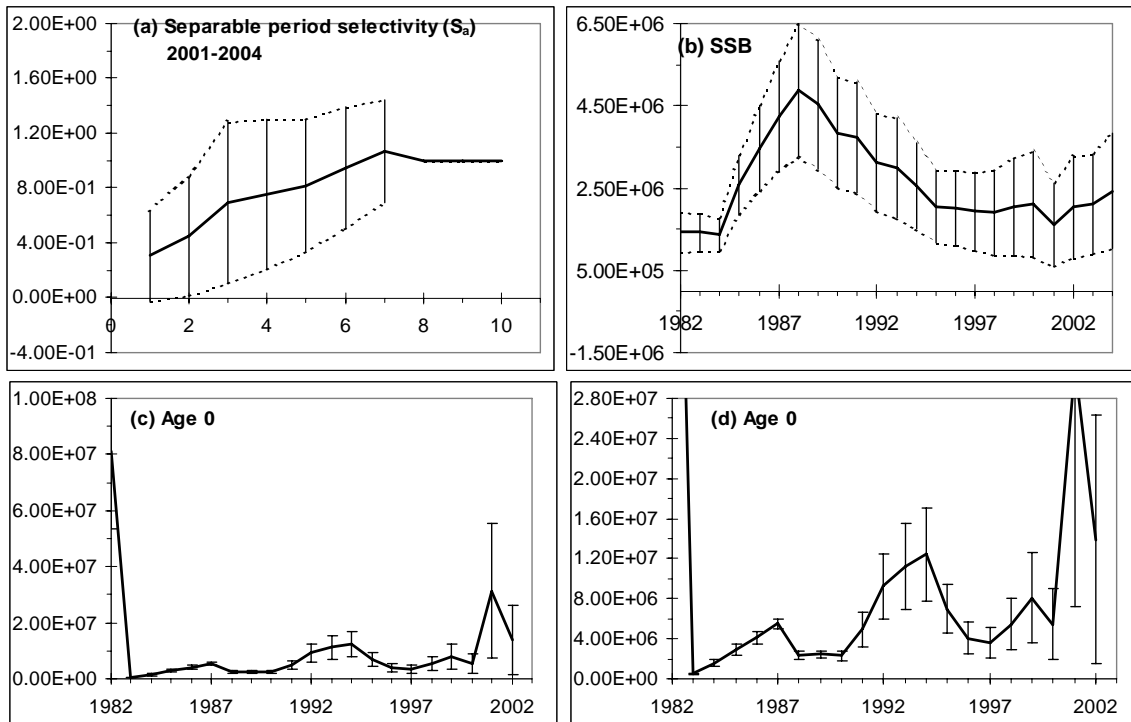 (a) Separable period selectivity (Sa)
2001-2004
2.00E+00
1.60E+00
1.20E+00
8.00E-01
4.00E-01
0.00E+00
-4.00E-01
0 2 4 6 8 10
(b) SSB
6.50E+06
4.50E+06
2.50E+06
5.00E+05
-1.50E+06
1982 1987 1992 1997 2002
(c) Age 0
1.00E+08
8.00E+07
6.00E+07
4.00E+07
2.00E+07
0.00E+00
1982 1987 1992 1997 2002
(d) Age 0
2.80E+07
2.40E+07
2.00E+07
1.60E+07
1.20E+07
8.00E+06
4.00E+06
0.00E+00
1982 1987 1992 1997 2002